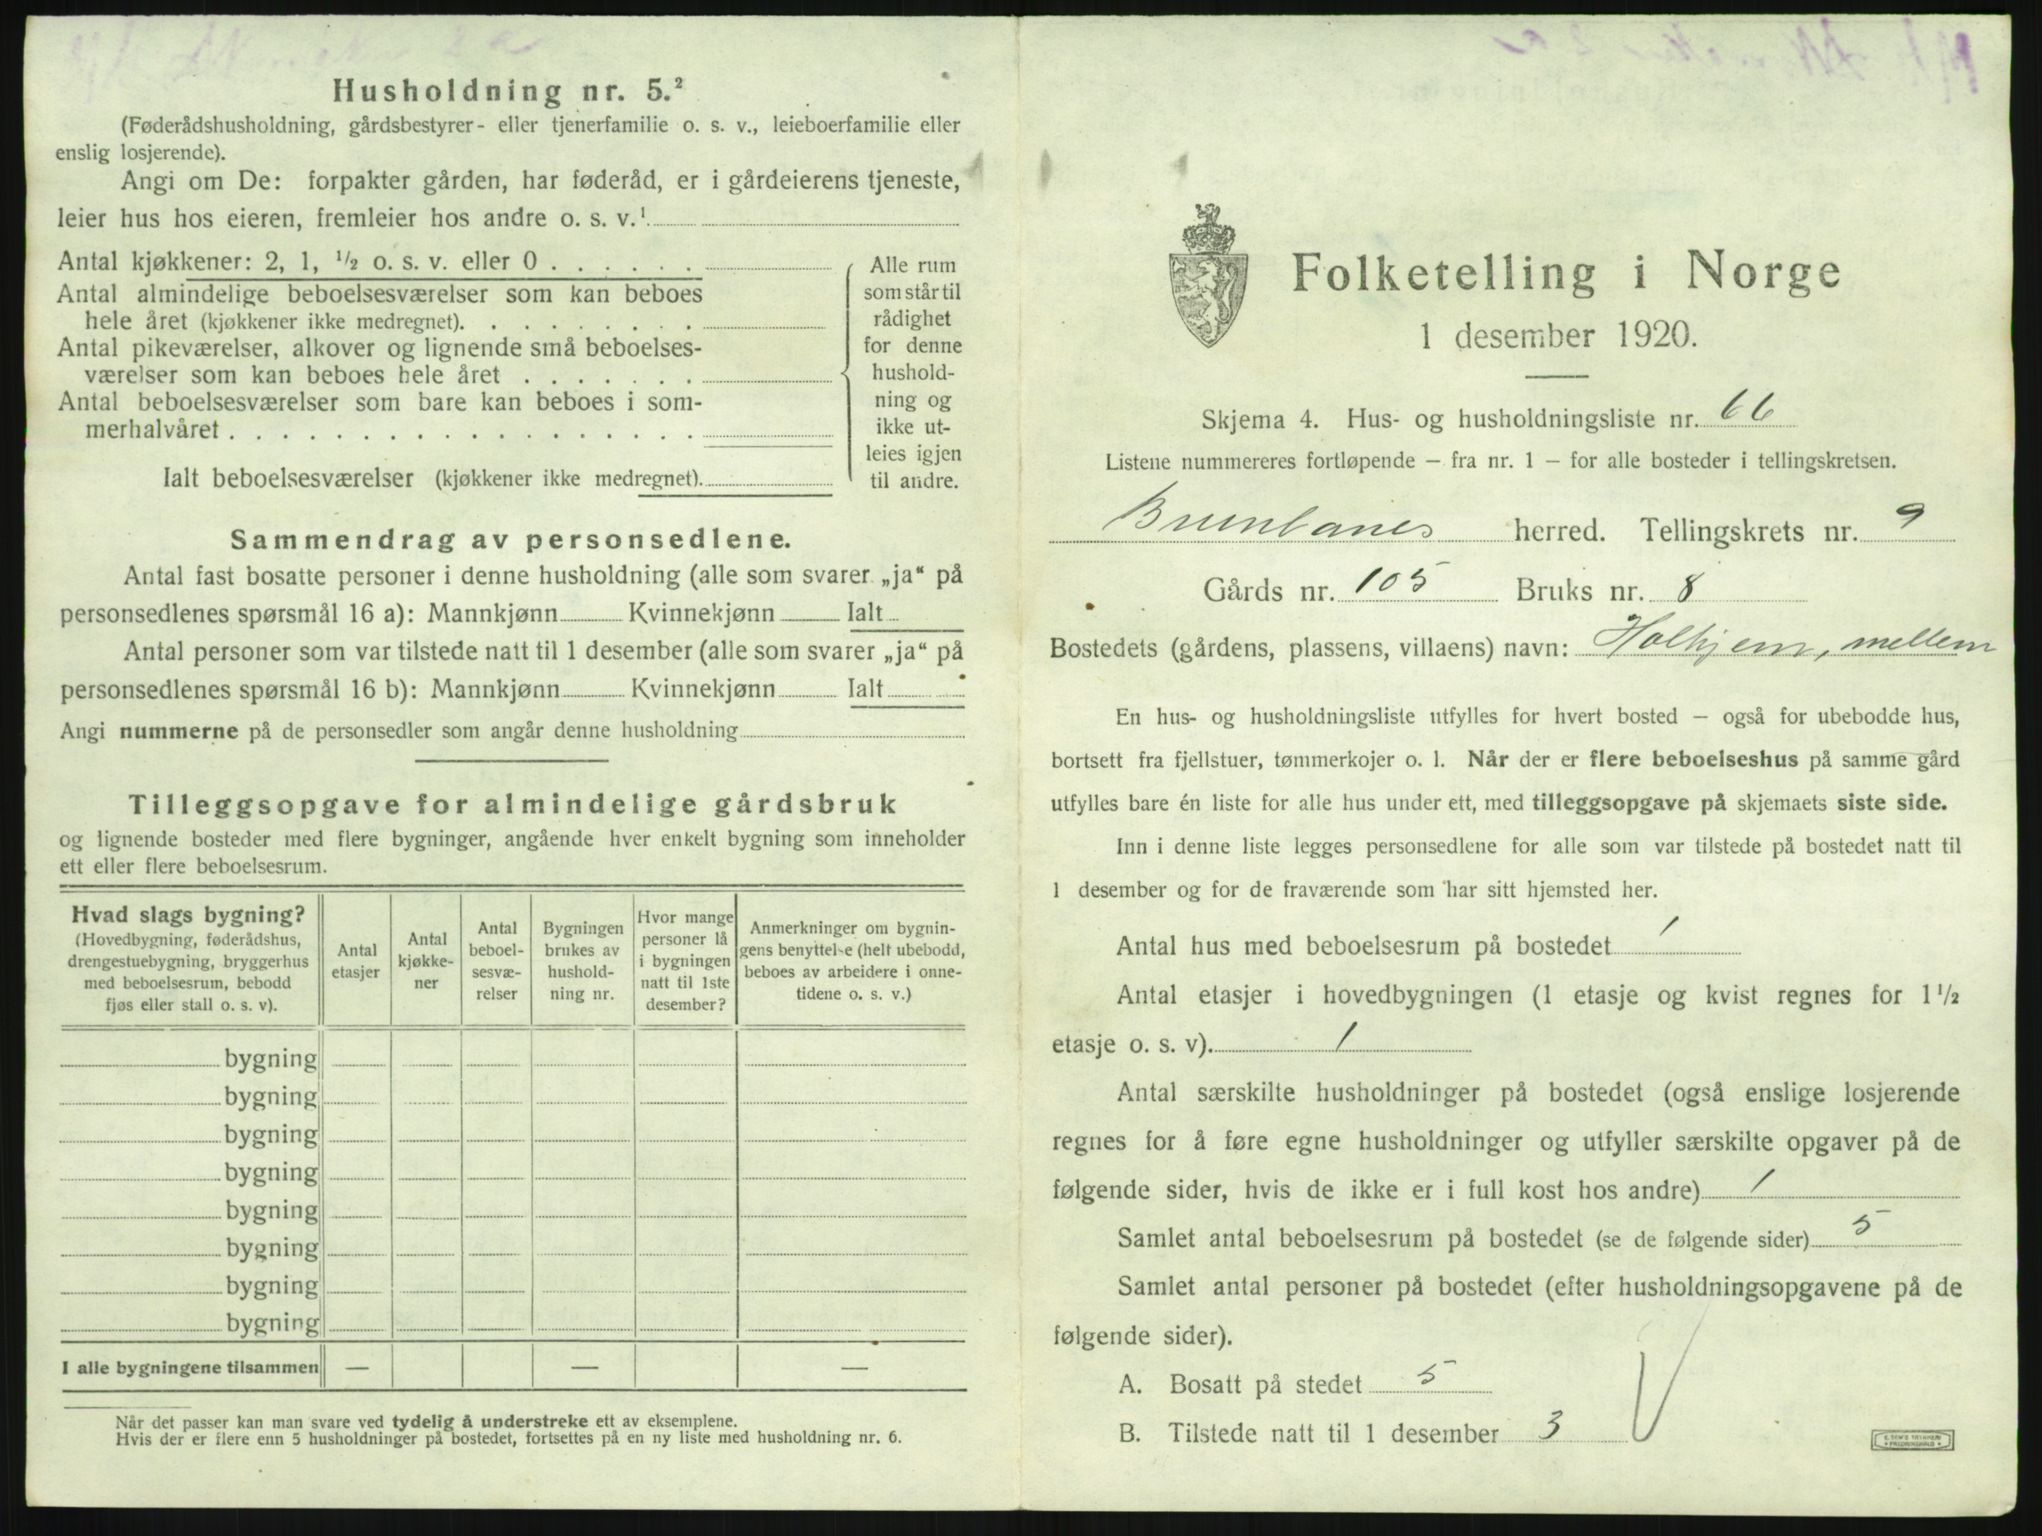 Husholdning nr. 5.²
(Føderådshusholdning, gårdsbestyrer- eller tjenerfamilie o. s. v., leieboerfamilie eller
enslig losjerende).
Angi om De: forpakter gården, har føderåd, er i gårdeierens tjeneste,
leier hus hos eieren, fremleier hos andre o. s. v.¹
Antal kjøkkener: 2, 1, ¹/₂ o. s. v. eller 0 . . . . . .
Antal almindelige beboelsesværelser som kan beboes
hele året (kjøkkener ikke medregnet). . . . . . . . .
Antal pikeværelser, alkover og lignende små beboelses-
værelser som kan beboes hele året . . . . . . .
Antal beboelsesværelser som bare kan beboes i som-
merhalvåret . . . . . . . . . . . . . . . . . .
Ialt beboelsesværelser (kjøkkener ikke medregnet).
Alle rum
som står til
rådighet
for denne
hushold-
ning og
ikke ut-
leies igjen
til andre.
Sammendrag av personsedlene.
Antal fast bosatte personer i denne husholdning (alle som svarer „ja“ på
personsedlenes spørsmål 16 a): Mannkjønn Kvinnekjønn Ialt
Antal personer som var tilstede natt til 1 desember (alle som svarer „ja“ på
personsedlenes spørsmål 16 b): Mannkjønn Kvinnekjønn Ialt
Angi nummerne på de personsedler som angår denne husholdning
Tilleggsopgave for almindelige gårdsbruk
og lignende bosteder med flere bygninger, angående hver enkelt bygning som inneholder
ett eller flere beboelsesrum.
Hvad slags bygning?
(Hovedbygning, føderådshus,
drengestuebygning, bryggerhus
med beboelsesrum, bebodd
fjøs eller stall o. s. v).
Antal
etasjer
Antal
kjøkke-
ner
Antal
beboel-
sesvæ-
relser
Bygningen
brukes av
hushold-
ning nr.
Hvor mange
personer lå
i bygningen
natt til 1ste
desember?
Anmerkninger om bygnin-
gens benyttelse (helt ubebodd,
beboes av arbeidere i onne-
tidene o. s. v.)
bygning
bygning
bygning
bygning
bygning
bygning
bygning
bygning
I alle bygningene tilsammen — — —
Når det passer kan man svare ved tydelig å understreke ett av eksemplene.
Hvis der er flere enn 5 husholdninger på bostedet, fortsettes på en ny liste med husholdning nr. 6.
Folketelling i Norge
1 desember 1920.
Skjema 4. Hus- og husholdningsliste nr. 66
Listene nummereres fortløpende – fra nr. 1 – for alle bosteder i tellingskretsen.
Brunlanes herred. Tellingskrets nr. 9
Gårds nr. 105 Bruks nr. 8
Bostedets (gårdens, plassens, villaens) navn: Holhjem, mellem
En hus- og husholdningsliste utfylles for hvert bosted – også for ubebodde hus,
bortsett fra fjellstuer, tømmerkojer o. l. Når der er flere beboelseshus på samme gård
utfylles bare én liste for alle hus under ett, med tilleggsopgave på skjemaets siste side.
Inn i denne liste legges personsedlene for alle som var tilstede på bostedet natt til
1 desember og for de fraværende som har sitt hjemsted her.
Antal hus med beboelsesrum på bostedet 1
Antal etasjer i hovedbygningen (1 etasje og kvist regnes for 1 ¹/₂
etasje o. s. v). 1
Antal særskilte husholdninger på bostedet (også enslige losjerende
regnes for å føre egne husholdninger og utfyller særskilte opgaver på de
følgende sider, hvis de ikke er i full kost hos andre) 1
Samlet antal beboelsesrum på bostedet (se de følgende sider) 5
Samlet antal personer på bostedet (efter husholdningsopgavene på de
følgende sider).
A. Bosatt på stedet 5
B. Tilstede natt til 1 desember 3